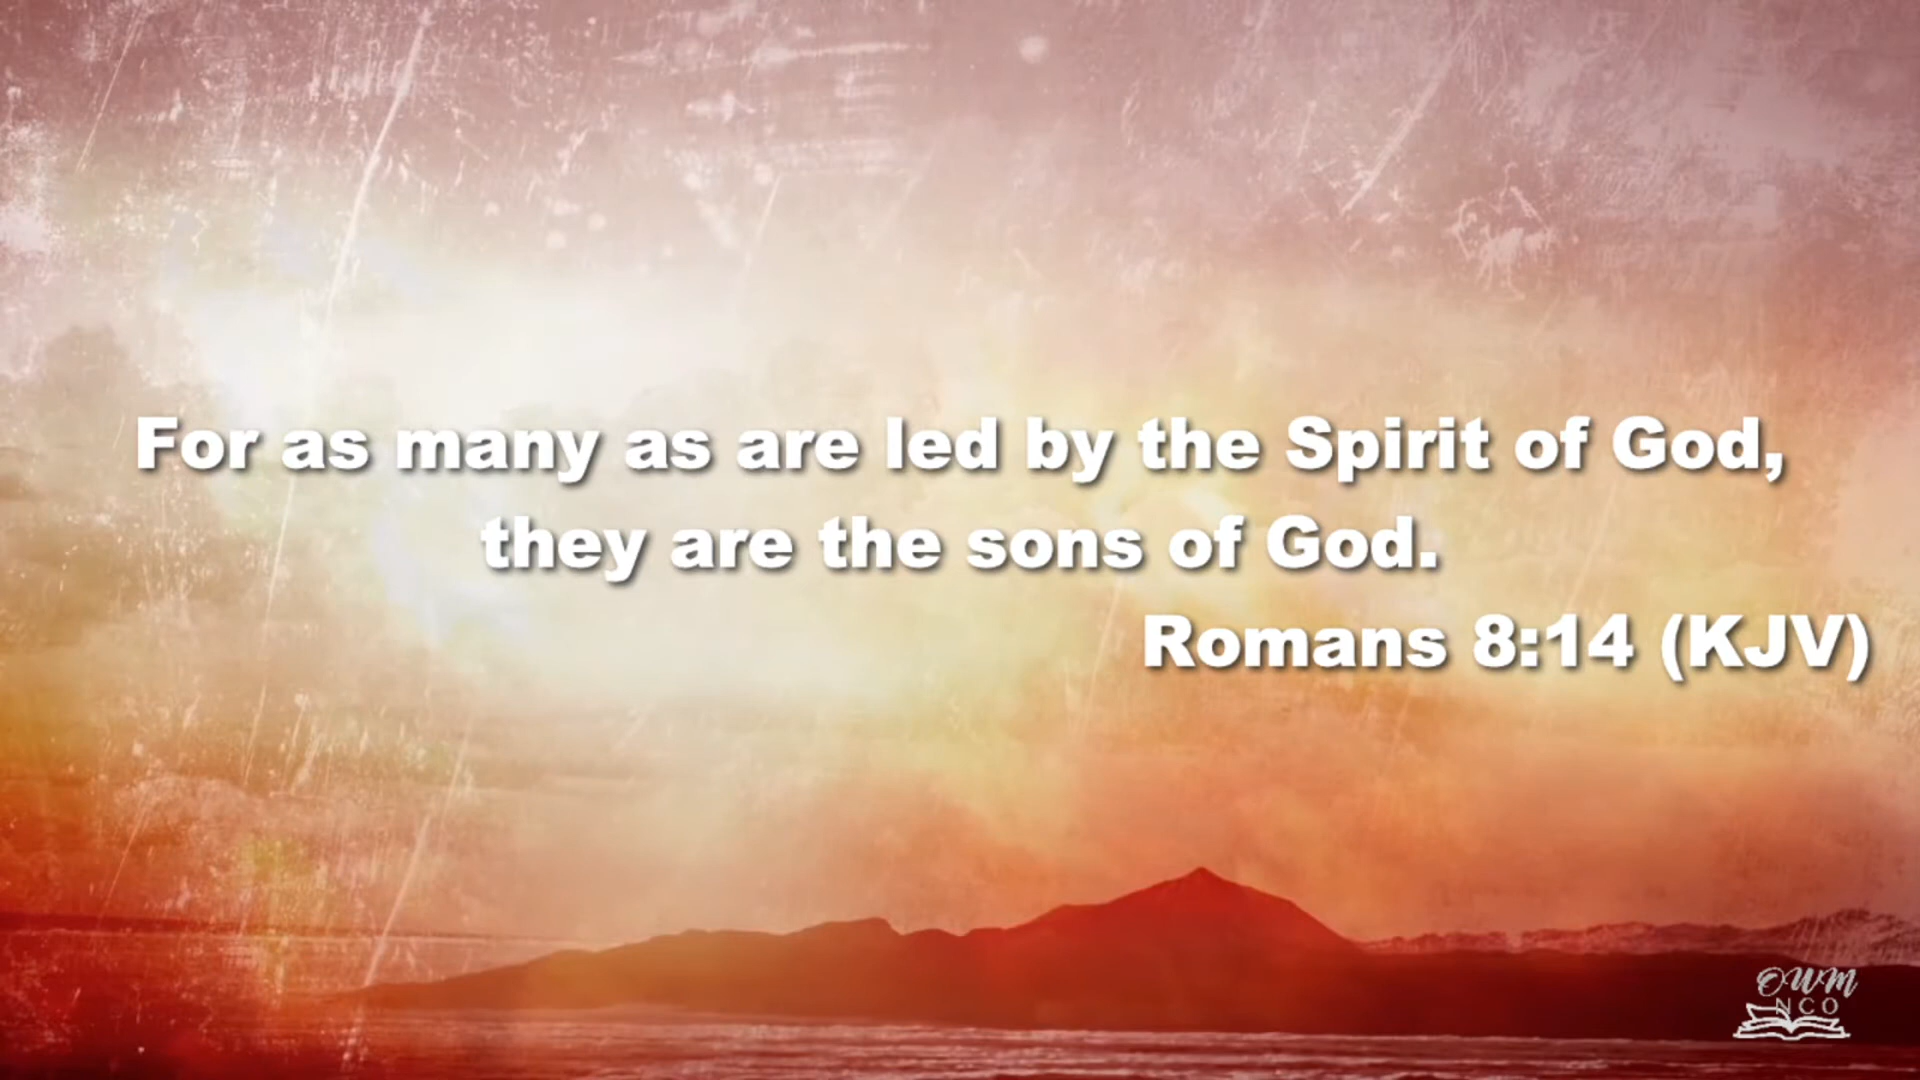 For as many as are led by the Spirit of God,
they are the sons of God.
Romans 8:14 (KJV)
OWM
NCO